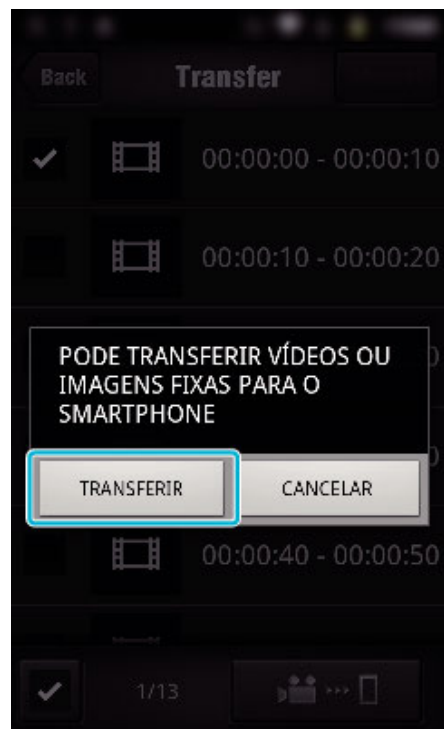 Back
Transfer
00:00:00 - 00:00:10
00:00:10 - 00:00:20
PODE TRANSFERIR VÍDEOS OU
IMAGENS FIXAS PARA O
SMARTPHONE
TRANSFERIR
CANCELAR
00:00:40 - 00:00:50
1/13